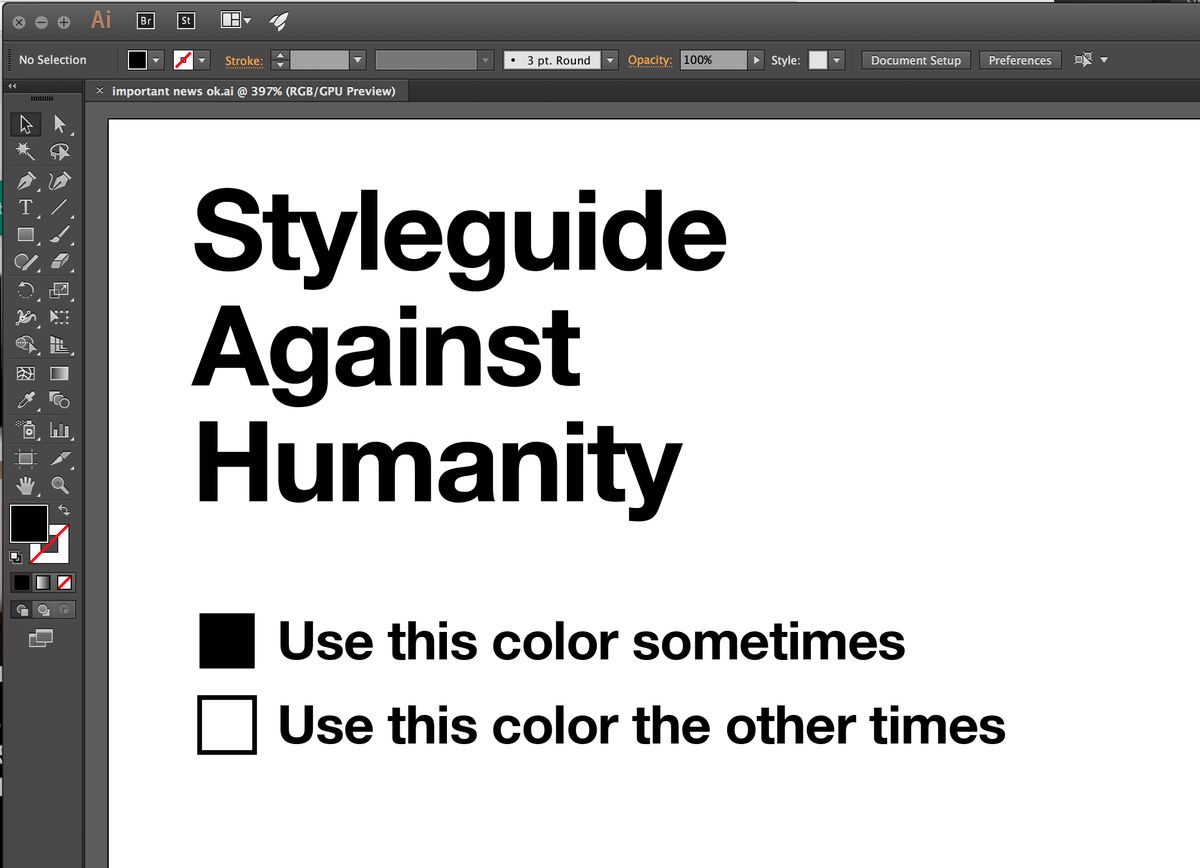 Ai Br St
No Selection Stroke: 3 pt. Round Opacity: 100% Style: Document Setup Preferences
important news ok.ai @ 397% (RGB/GPU Preview)
T
Styleguide
Against
Humanity
Use this color sometimes
Use this color the other times